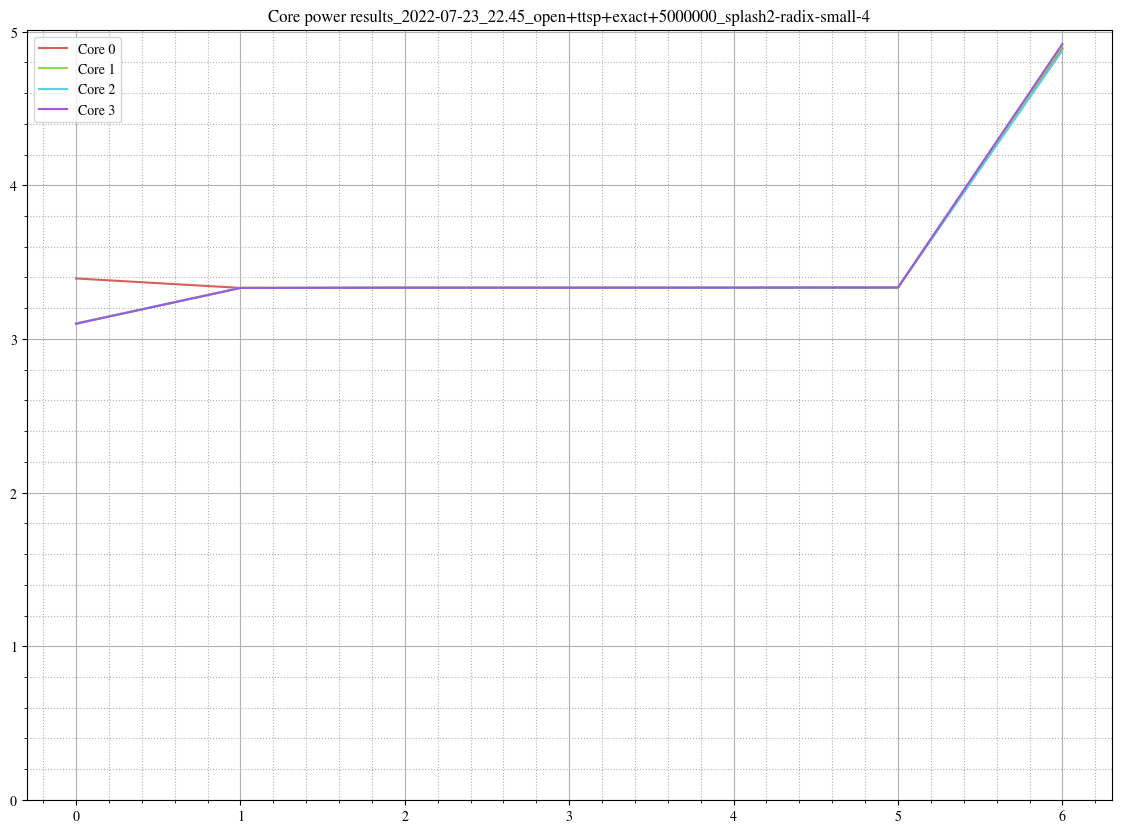 Core power results_2022-07-23_22.45_open+ttsp+exact+5000000_splash2-radix-small-4
Core 0
Core 1
Core 2
Core 3
5
4
3
2
1
0
0 1 2 3 4 5 6